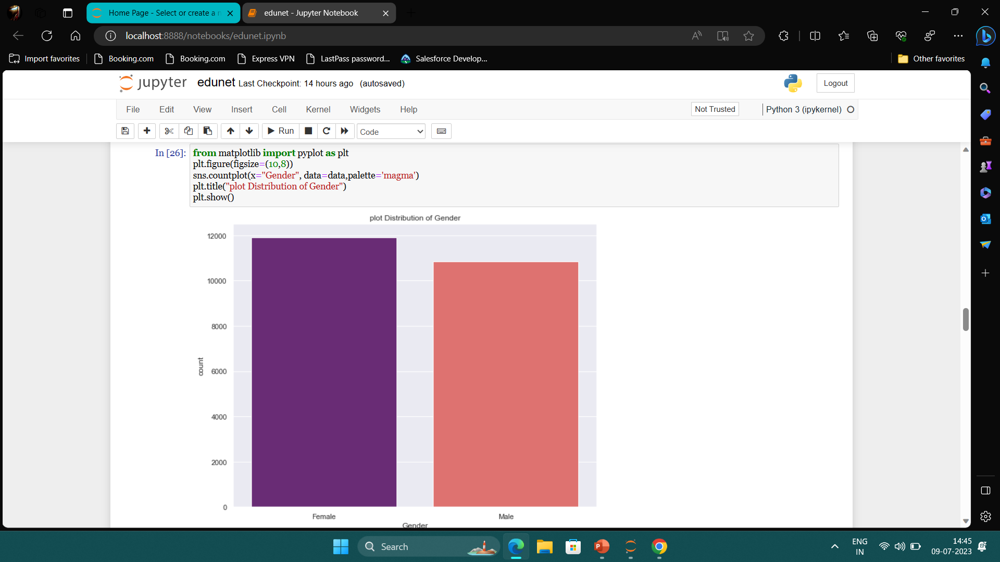 Home Page - Select or create a n
edunet - Jupyter Notebook
localhost:8888/notebooks/edunet.ipynb
Import favorites
Booking.com
Booking.com
Express VPN
LastPass password...
Salesforce Develop...
Other favorites
jupyter edunet Last Checkpoint: 14 hours ago (autosaved)
Logout
File Edit View Insert Cell Kernel Widgets Help
Not Trusted
Python 3 (ipykernel)
Run
Code
In [26]:
from matplotlib import pyplot as plt
plt.figure(figsize=(10,8))
sns.countplot(x="Gender", data=data,palette='magma')
plt.title("plot Distribution of Gender")
plt.show()
plot Distribution of Gender
12000
10000
8000
6000
4000
2000
0
count
Female
Male
Gender
Search
ENG
IN
14:45
09-07-2023